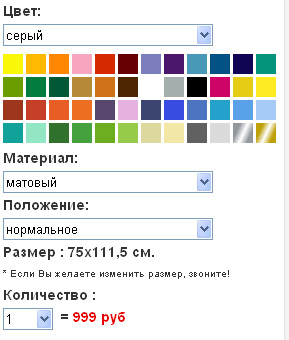 Цвет:
серый
Материал:
матовый
Положение:
нормальное
Размер : 75x111,5 см.
* Если Вы желаете изменить размер, звоните!
Количество :
1 = 999 руб